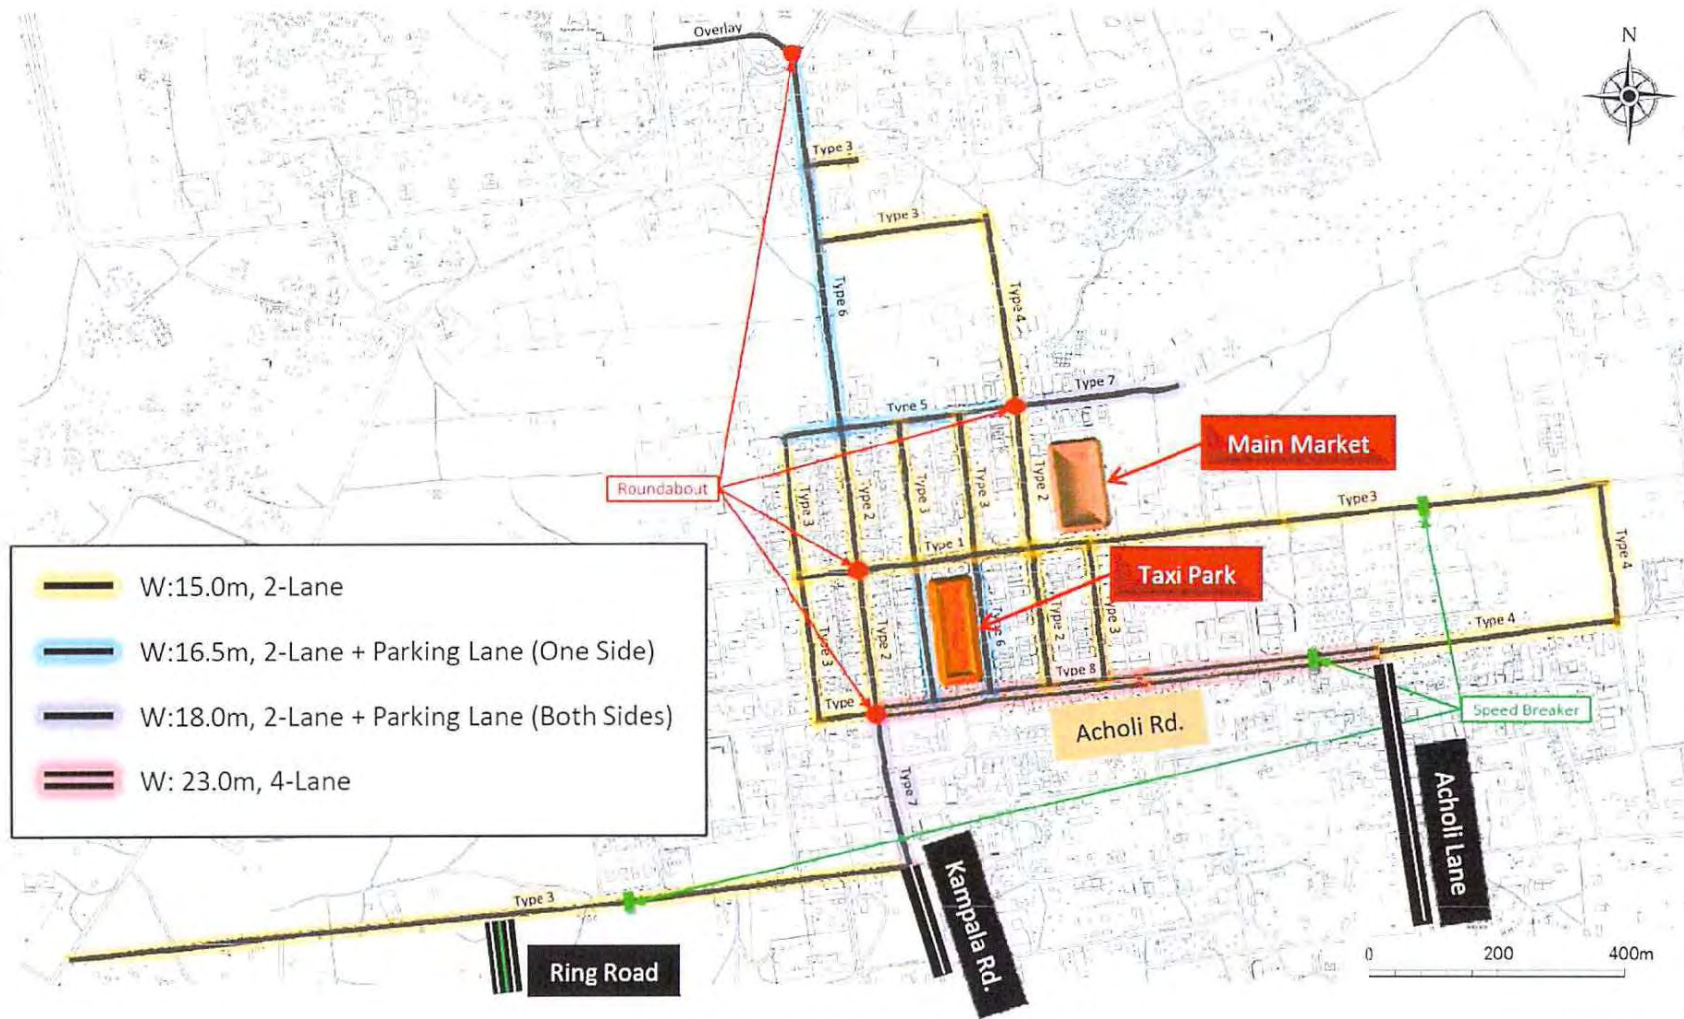 Overlay
N
Type 3
Type 3
Type 6
Type 4
Type 7
Type 5
Main Market
Roundabout
Type 3
Type 2
Type 3
Type 3
Type 2
Type3
Type 1
Type 4
Taxi Park
W:15.0m, 2-Lane
W:16.5m, 2-Lane + Parking Lane (One Side)
W:18.0m, 2-Lane + Parking Lane (Both Sides)
W: 23.0m, 4-Lane
Type 3
Type 2
Type 6
Type 2
Type 3
Type 4
Type 8
Type
Acholi Rd.
Speed Breaker
Type 7
Acholi Lane
Kampala Rd.
Type 3
Ring Road
0 200 400m